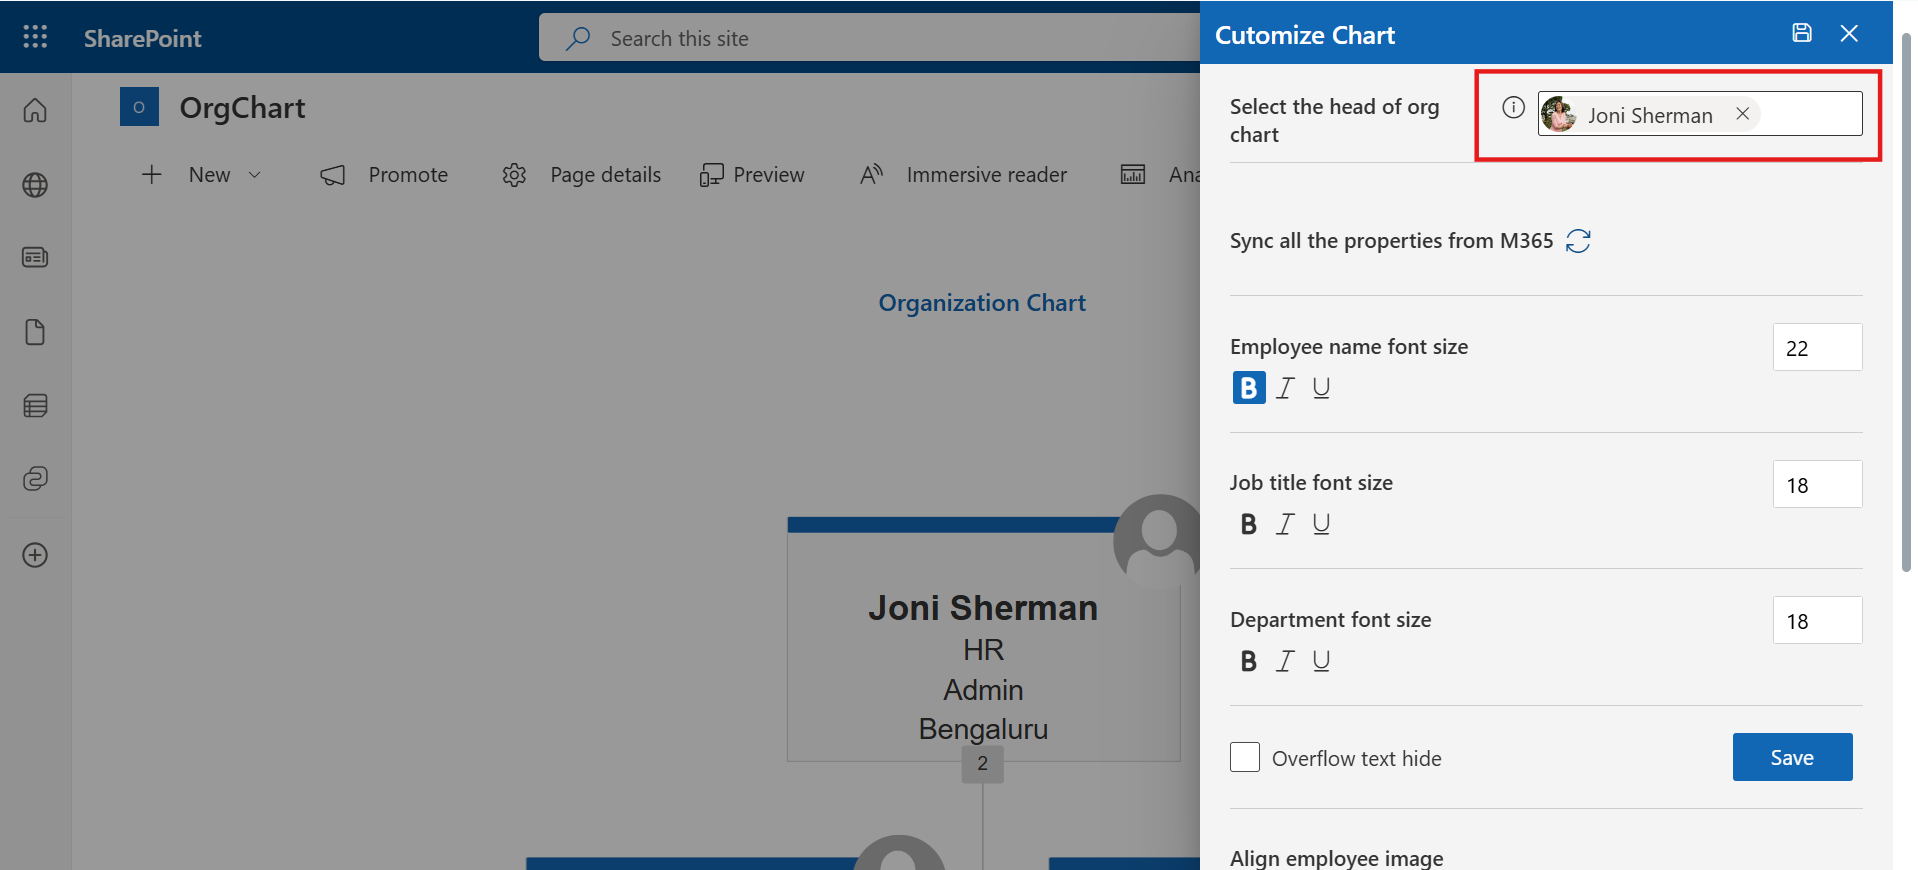 SharePoint
Search this site
O
OrgChart
New
Promote
Page details
Preview
Immersive reader
Ana
Organization Chart
Joni Sherman
HR
Admin
Bengaluru
2
Cutomize Chart
Select the head of org
chart
Joni Sherman
Sync all the properties from M365
Employee name font size
22
B I U
Job title font size
18
B I U
Department font size
18
B I U
Overflow text hide
Save
Align employee image